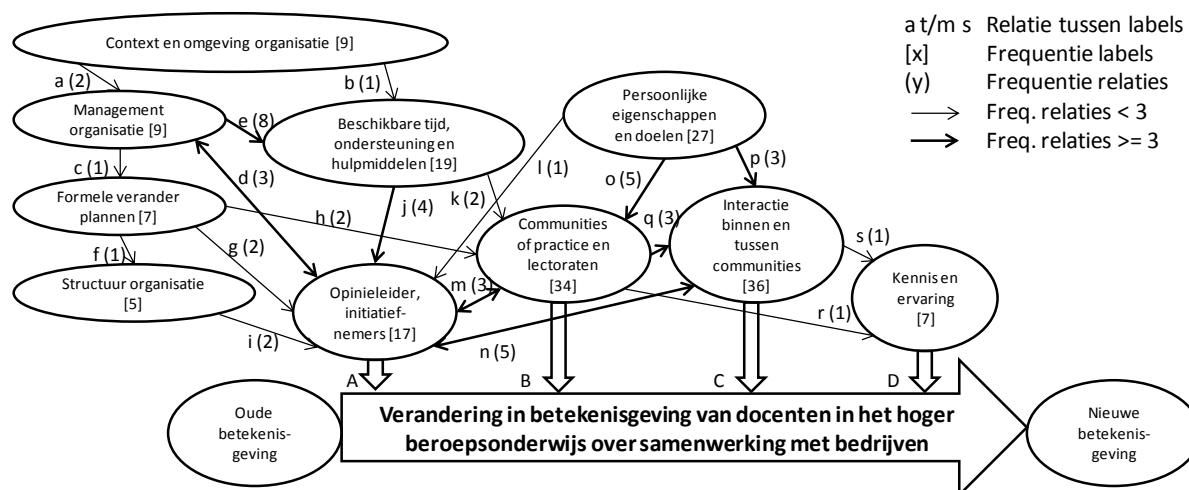 Context en omgeving organisatie [9]
a t/m s Relatie tussen labels
[x] Frequentie labels
(y) Frequentie relaties
Freq. relaties < 3
Freq. relaties >= 3
a (2)
b (1)
Management
organisatie [9]
e (8)
Beschikbare tijd,
ondersteuning en
hulpmiddelen [19]
Persoonlijke
eigenschappen
en doelen [27]
c (1)
d (3)
l (1)
p (3)
o (5)
Formele verander
plannen [7]
h (2)
j (4)
k (2)
Communities
of practice en
lectoraten
[34]
q (3)
Interactie
binnen en
tussen
communities
[36]
s (1)
f (1)
g (2)
Structuur organisatie
[5]
Opinieleider,
initiatief-
nemers [17]
m (3)
Kennis en
ervaring
[7]
i (2)
n (5)
r (1)
A
B
C
D
Oude
betekenis-
geving
Verandering in betekenisgeving van docenten in het hoger
beroepsonderwijs over samenwerking met bedrijven
Nieuwe
betekenis-
geving